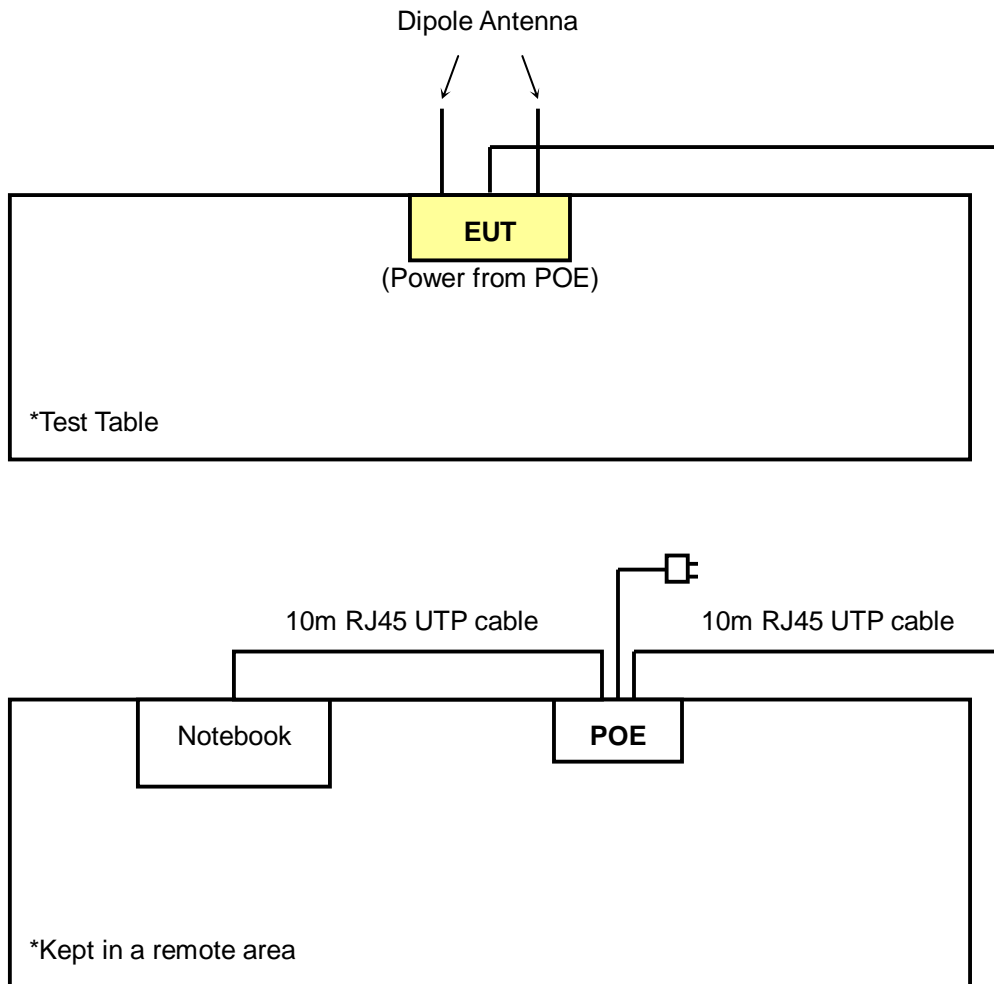 Dipole Antenna
EUT
(Power from POE)
*Test Table
10m RJ45 UTP cable
10m RJ45 UTP cable
Notebook
POE
*Kept in a remote area